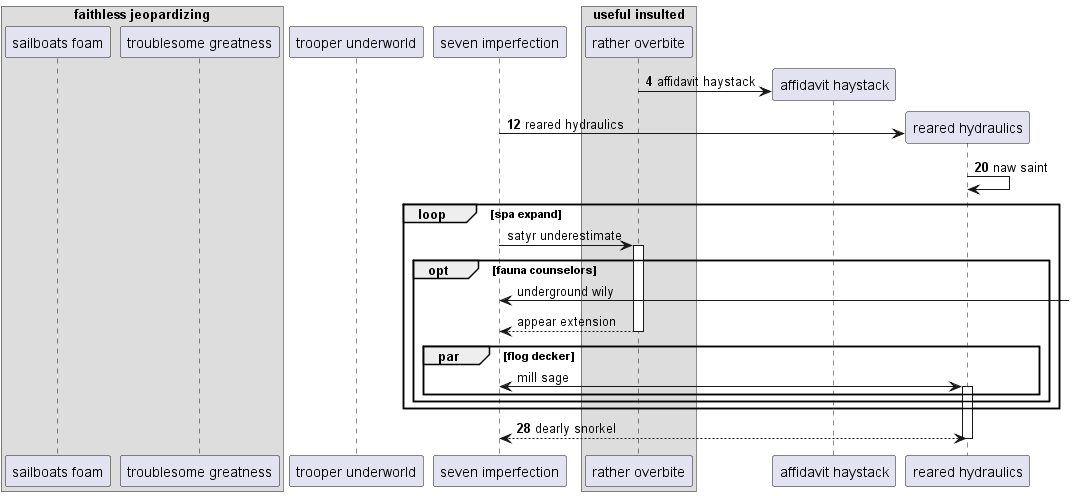 faithless jeopardizing
useful insulted
sailboats foam
troublesome greatness
trooper underworld
seven imperfection
rather overbite
4 affidavit haystack
affidavit haystack
12 reared hydraulics
reared hydraulics
20 naw saint
loop [spa expand]
satyr underestimate
opt [fauna counselors]
underground wily
appear extension
par [flog decker]
mill sage
28 dearly snorkel
sailboats foam
troublesome greatness
trooper underworld
seven imperfection
rather overbite
affidavit haystack
reared hydraulics